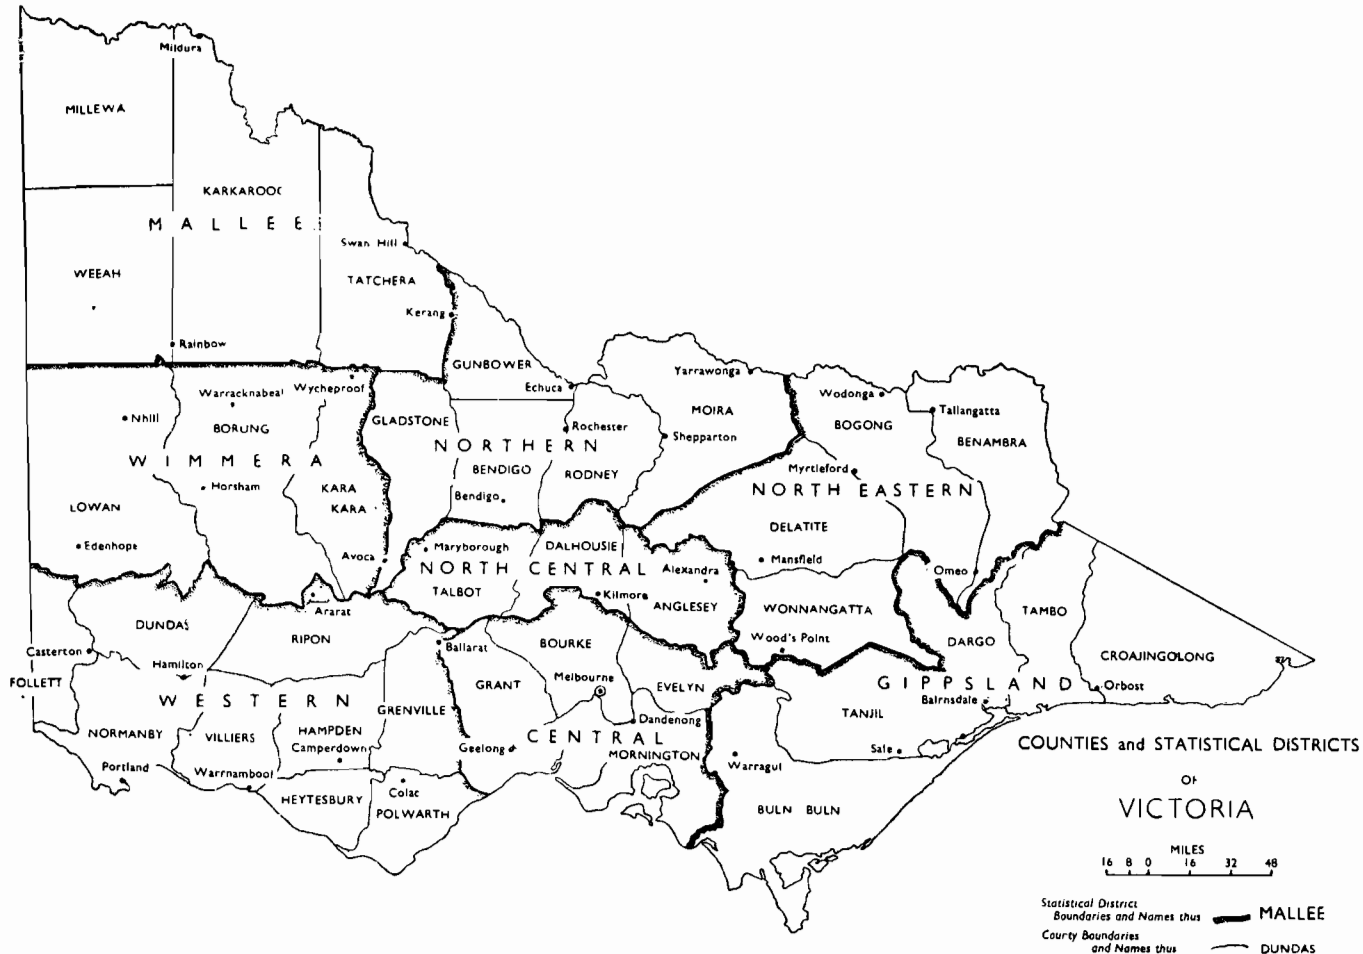 Mildura
MILLEWA
KARKAROOC
MALLEE
Swan Hill
WEEAH
TATCHERA
Kerang
Rainbow
GUNBOWER
Yarrawonga
Echuca
Wycheproof
Warracknabeal
Wodonga
Tallangatta
Nhill
GLADSTONE
MOIRA
BORUNG
Rochester
BOGONG
Shepparton
BENAMBRA
NORTHERN
WIMMERA
BENDIGO
RODNEY
Myrtleford
Horsham
KARA
KARA
Bendigo
NORTH EASTERN
LOWAN
DELATITE
Edenhope
Avoca
Maryborough
DALHOUSIE
Mansfield
NORTH CENTRAL
Alexandra
Omeo
TALBOT
Kilmore
ANGLESEY
WONNANGATTA
TAMBO
Ararat
DUNDAS
RIPON
BOURKE
Wood's Point
DARGO
Casterton
Ballarat
CROAJINGOLONG
Hamilton
FOLLETT
GRANT
Melbourne
EVELYN
GIPPSLAND
Orbost
WESTERN
Bairnsdale
GRENVILLE
TANJIL
Dandenong
HAMPDEN
NORMANBY
VILLIERS
CENTRAL
Camperdown
Geelong
Sale
MORNINGTON
Portland
Warrnambool
Warragul
Colac
HEYTESBURY
POLWARTH
BULN BULN
COUNTIES and STATISTICAL DISTRICTS
OF
VICTORIA
MILES
16 8 0 16 32 48
Statistical District
Boundaries and Names thus MALLEE
County Boundaries
and Names thus DUNDAS